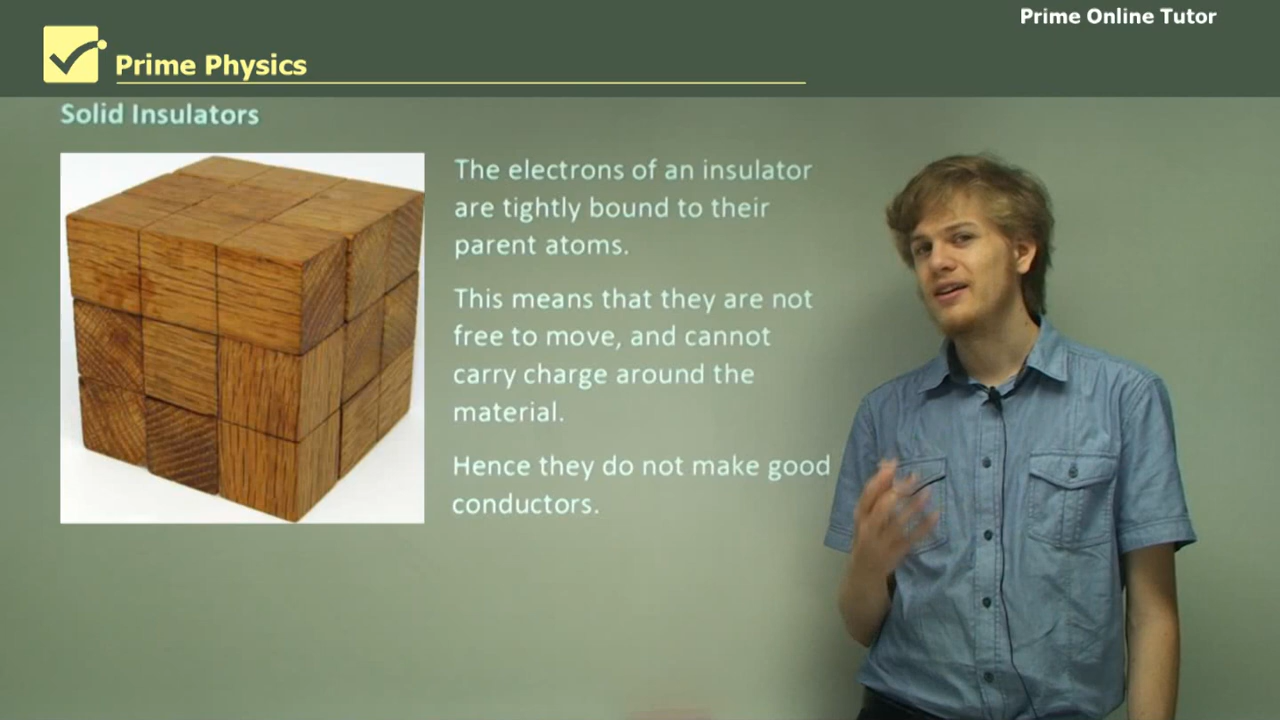 Prime Online Tutor
Prime Physics
Solid Insulators
The electrons of an insulator
are tightly bound to their
parent atoms.
This means that they are not
free to move, and cannot
carry charge around the
material.
Hence they do not make good
conductors.